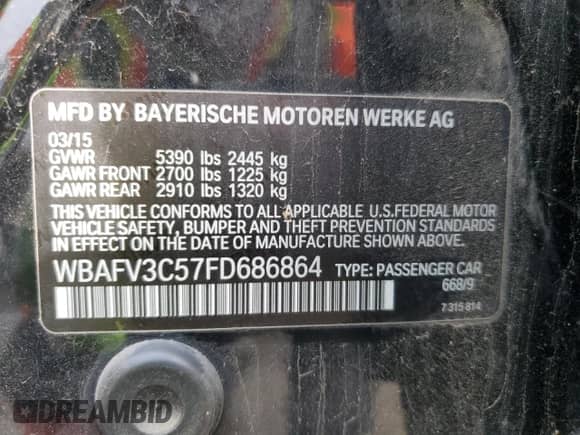 MFD BY BAYERISCHE MOTOREN WERKE AG
03/15
GVWR 5390 lbs 2445 kg
GAWR FRONT 2700 lbs 1225 kg
GAWR REAR 2910 lbs 1320 kg
THIS VEHICLE CONFORMS TO ALL APPLICABLE U.S.FEDERAL MOTOR
VEHICLE SAFETY, BUMPER AND THEFT PREVENTION STANDARDS
IN EFFECT ON THE DATE OF MANUFACTURE SHOWN ABOVE.
WBAFV3C57FD686864 TYPE: PASSENGER CAR
668/9
7 315 814
DREAMBID